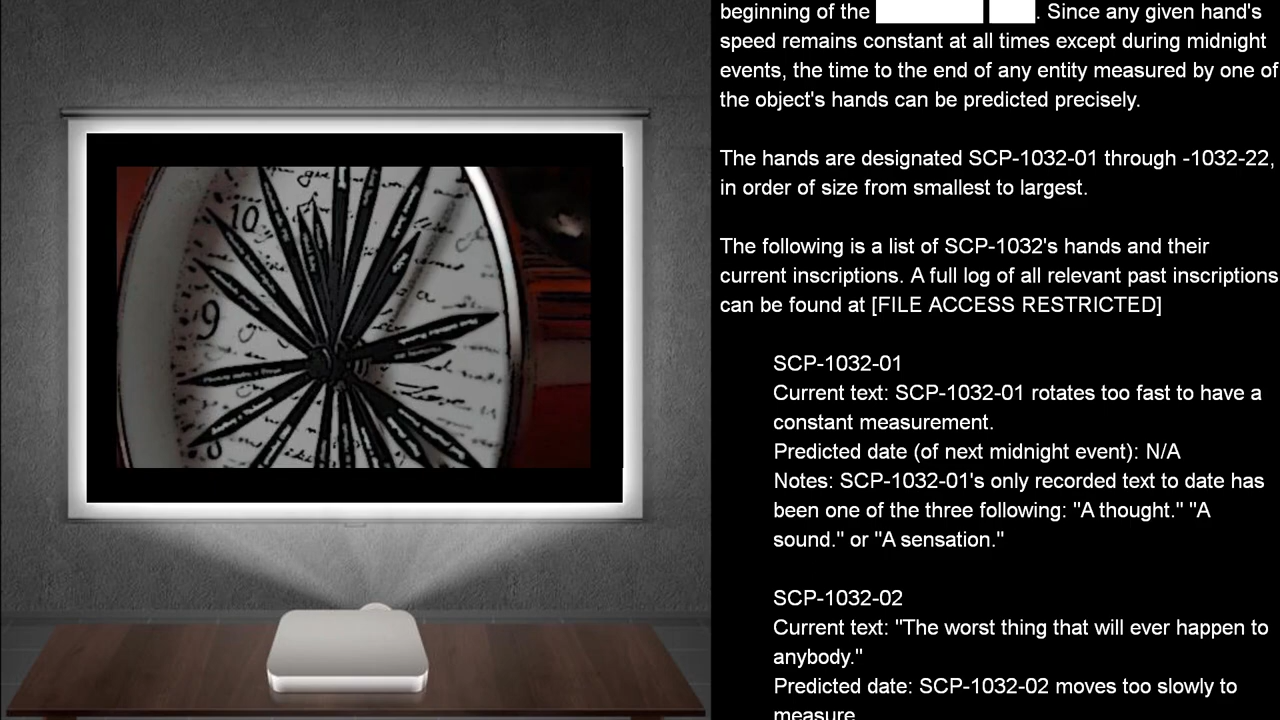 beginning of the . Since any given hand's
speed remains constant at all times except during midnight
events, the time to the end of any entity measured by one of
the object's hands can be predicted precisely.
The hands are designated SCP-1032-01 through -1032-22,
in order of size from smallest to largest.
The following is a list of SCP-1032's hands and their
current inscriptions. A full log of all relevant past inscriptions
can be found at [FILE ACCESS RESTRICTED]
SCP-1032-01
Current text: SCP-1032-01 rotates too fast to have a
constant measurement.
Predicted date (of next midnight event): N/A
Notes: SCP-1032-01's only recorded text to date has
been one of the three following: "A thought." "A
sound." or "A sensation."
SCP-1032-02
Current text: "The worst thing that will ever happen to
anybody."
Predicted date: SCP-1032-02 moves too slowly to
measure
10
9
8